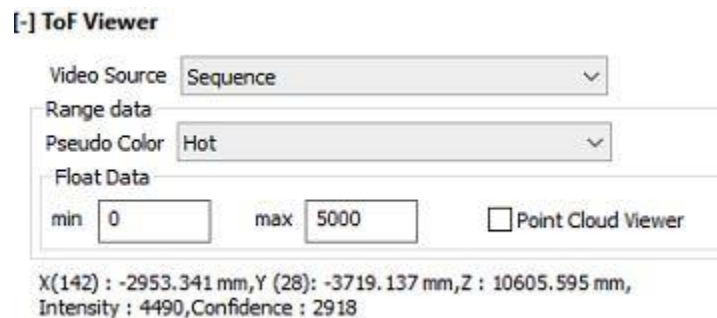 [-] ToF Viewer
Video Source Sequence
Range data
Pseudo Color Hot
Float Data
min 0 max 5000 Point Cloud Viewer
X(142) : -2953.341 mm,Y (28): -3719.137 mm,Z : 10605.595 mm,
Intensity : 4490,Confidence : 2918